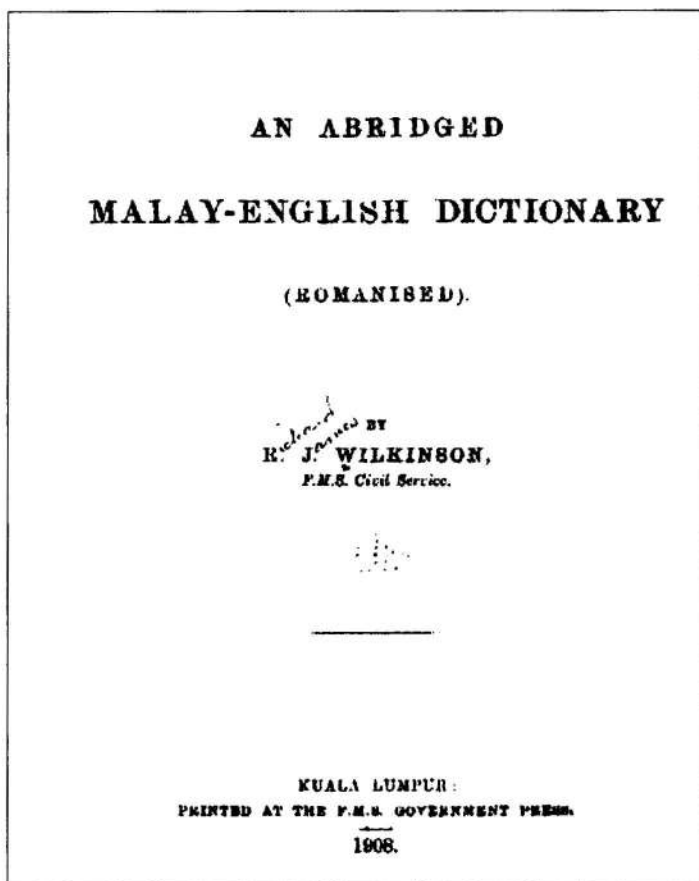 AN ABRIDGED
MALAY-ENGLISH DICTIONARY
(ROMANISED).
BY
Richard James
R. J. WILKINSON,
F.M.S. Civil Service.
KUALA LUMPUR:
PRINTED AT THE F.M.S. GOVERNMENT PRESS.
1908.